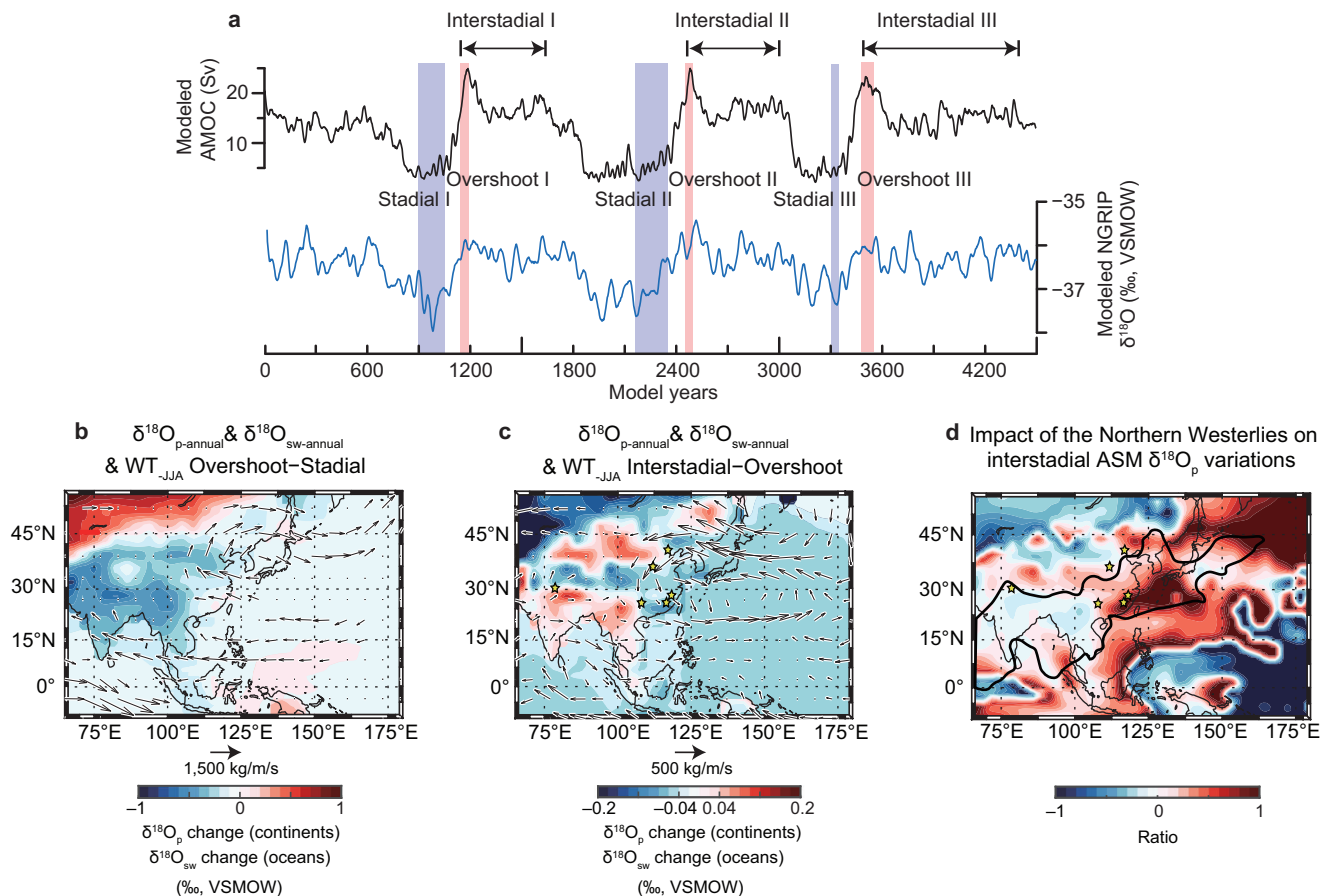 a
Interstadial I
Interstadial II
Interstadial III
Modeled
AMOC (Sv)
20
10
Overshoot I
Overshoot II
Overshoot III
Stadial I
Stadial II
Stadial III
−35
−37
Modeled NGRIP
δ¹⁸O (‰, VSMOW)
0 600 1200 1800 2400 3000 3600 4200
Model years
b
δ¹⁸Op-annual& δ¹⁸Osw-annual
& WT-JJA Overshoot−Stadial
45°N
30°N
15°N
0°
75°E 100°E 125°E 150°E 175°E
1,500 kg/m/s
−1 0 1
δ¹⁸Op change (continents)
δ¹⁸Osw change (oceans)
(‰, VSMOW)
c
δ¹⁸Op-annual& δ¹⁸Osw-annual
& WT-JJA Interstadial−Overshoot
45°N
30°N
15°N
0°
75°E 100°E 125°E 150°E 175°E
500 kg/m/s
−0.2 −0.04 0.04 0.2
δ¹⁸Op change (continents)
δ¹⁸Osw change (oceans)
(‰, VSMOW)
d Impact of the Northern Westerlies on
interstadial ASM δ¹⁸Op variations
45°N
30°N
15°N
0°
75°E 100°E 125°E 150°E 175°E
−1 0 1
Ratio